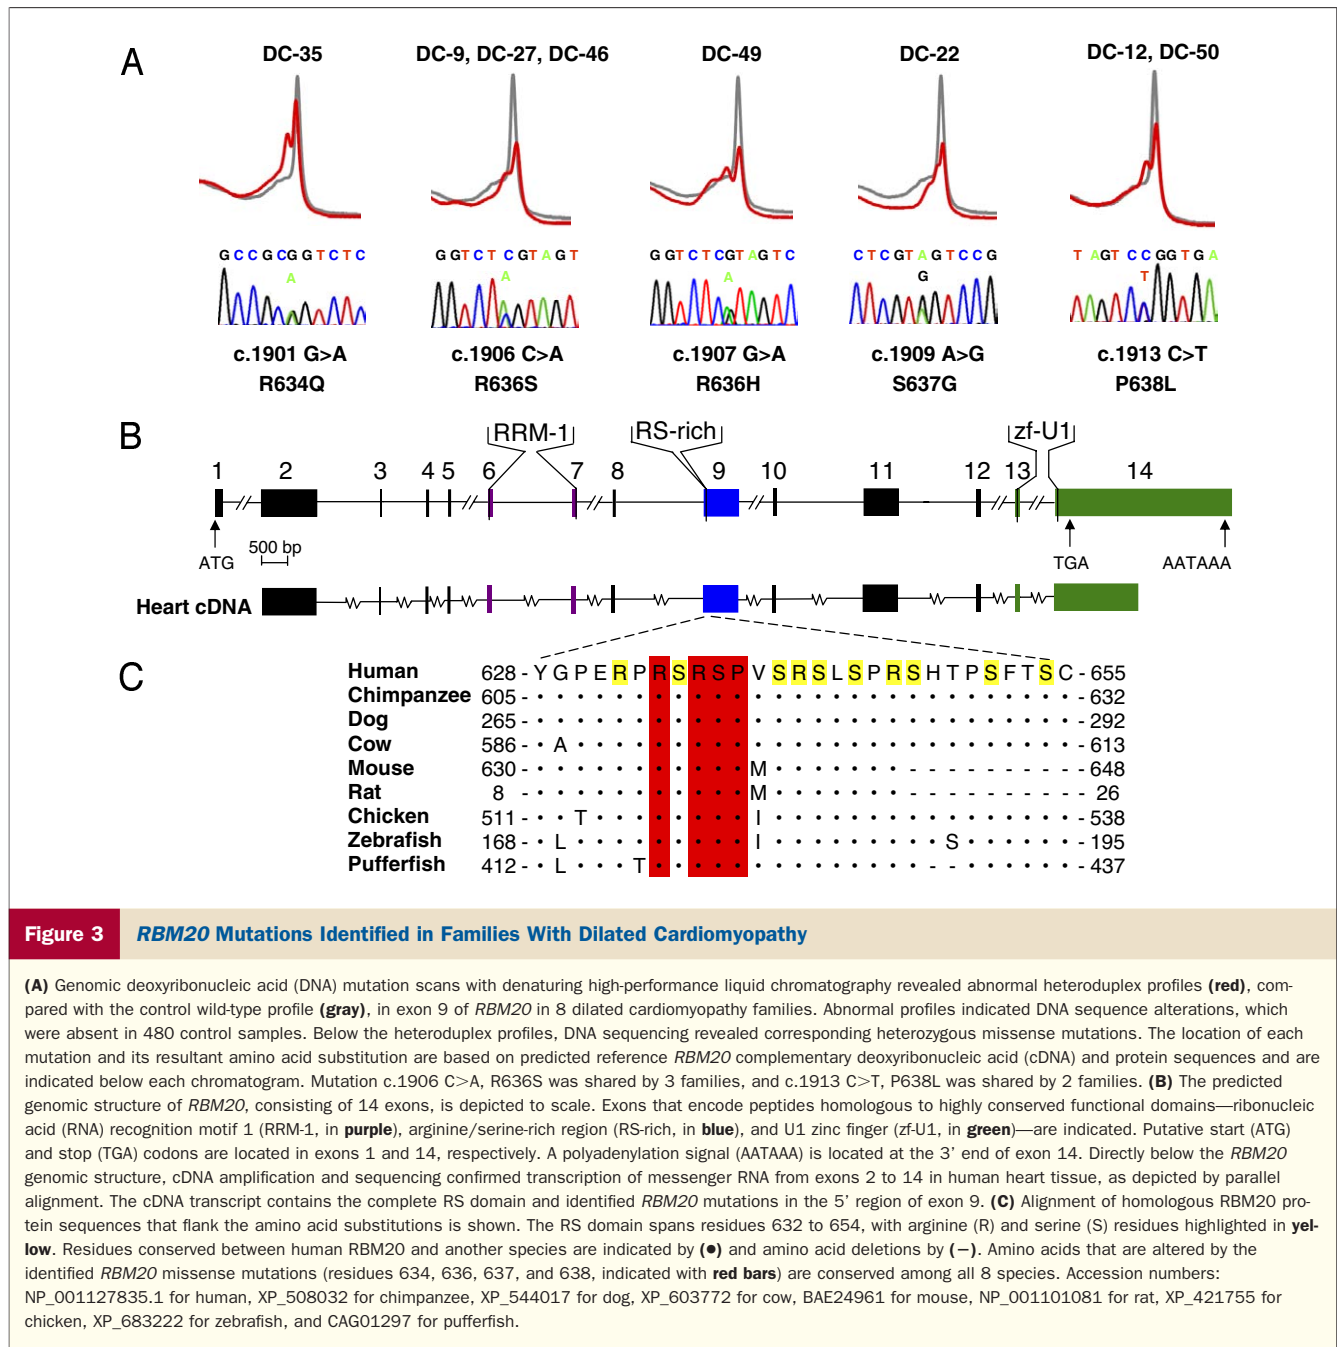 A
DC-35
DC-9, DC-27, DC-46
DC-49
DC-22
DC-12, DC-50
GCCGCGGTCTC
A
GGTCTCGTAGT
A
GGTCTCGTAGTC
A
CTCGTAGTCCG
G
TAGTCCGGTGA
T
c.1901 G>A
R634Q
c.1906 C>A
R636S
c.1907 G>A
R636H
c.1909 A>G
S637G
c.1913 C>T
P638L
B
RRM-1
RS-rich
zf-U1
1 2 3 4 5 6 7 8 9 10 11 12 13 14
ATG
500 bp
TGA
AATAAA
Heart cDNA
C
Human 628 - Y G P E R P R S R S P V S R S L S P R S H T P S F T S C - 655
Chimpanzee 605 - • • • • • • • • • • • • • • • • • • • • • • • • • • • • - 632
Dog 265 - • • • • • • • • • • • • • • • • • • • • • • • • • • • • - 292
Cow 586 - • A • • • • • • • • • • • • • • • • • • • • • • • • • • - 613
Mouse 630 - • • • • • • • • • • • M • • • • • • • - - - - - - - - - 648
Rat 8 - • • • • • • • • • • • M • • • • • • • - - - - - - - - - 26
Chicken 511 - • • T • • • • • • • • I • • • • • • • • • • • • • • • • - 538
Zebrafish 168 - • L • • • • • • • • • I • • • • • • • • • S • • • • • • - 195
Pufferfish 412 - • L • • • T • • • • • • • • • • • • • • - - • • • • • • - 437
Figure 3
RBM20 Mutations Identified in Families With Dilated Cardiomyopathy
(A) Genomic deoxyribonucleic acid (DNA) mutation scans with denaturing high-performance liquid chromatography revealed abnormal heteroduplex profiles (red), com-
pared with the control wild-type profile (gray), in exon 9 of RBM20 in 8 dilated cardiomyopathy families. Abnormal profiles indicated DNA sequence alterations, which
were absent in 480 control samples. Below the heteroduplex profiles, DNA sequencing revealed corresponding heterozygous missense mutations. The location of each
mutation and its resultant amino acid substitution are based on predicted reference RBM20 complementary deoxyribonucleic acid (cDNA) and protein sequences and are
indicated below each chromatogram. Mutation c.1906 C>A, R636S was shared by 3 families, and c.1913 C>T, P638L was shared by 2 families. (B) The predicted
genomic structure of RBM20, consisting of 14 exons, is depicted to scale. Exons that encode peptides homologous to highly conserved functional domains—ribonucleic
acid (RNA) recognition motif 1 (RRM-1, in purple), arginine/serine-rich region (RS-rich, in blue), and U1 zinc finger (zf-U1, in green)—are indicated. Putative start (ATG)
and stop (TGA) codons are located in exons 1 and 14, respectively. A polyadenylation signal (AATAAA) is located at the 3' end of exon 14. Directly below the RBM20
genomic structure, cDNA amplification and sequencing confirmed transcription of messenger RNA from exons 2 to 14 in human heart tissue, as depicted by parallel
alignment. The cDNA transcript contains the complete RS domain and identified RBM20 mutations in the 5' region of exon 9. (C) Alignment of homologous RBM20 pro-
tein sequences that flank the amino acid substitutions is shown. The RS domain spans residues 632 to 654, with arginine (R) and serine (S) residues highlighted in yel-
low. Residues conserved between human RBM20 and another species are indicated by (•) and amino acid deletions by (−). Amino acids that are altered by the
identified RBM20 missense mutations (residues 634, 636, 637, and 638, indicated with red bars) are conserved among all 8 species. Accession numbers:
NP_001127835.1 for human, XP_508032 for chimpanzee, XP_544017 for dog, XP_603772 for cow, BAE24961 for mouse, NP_001101081 for rat, XP_421755 for
chicken, XP_683222 for zebrafish, and CAG01297 for pufferfish.